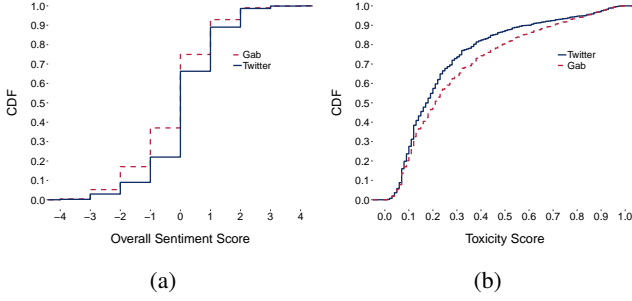 1.0
0.9
0.8
0.7
0.6
0.5
0.4
0.3
0.2
0.1
0.0
CDF
Gab
Twitter
−4 −3 −2 −1 0 1 2 3 4
Overall Sentiment Score
(a)
1.0
0.9
0.8
0.7
0.6
0.5
0.4
0.3
0.2
0.1
0.0
CDF
Twitter
Gab
0.0 0.1 0.2 0.3 0.4 0.5 0.6 0.7 0.8 0.9 1.0
Toxicity Score
(b)